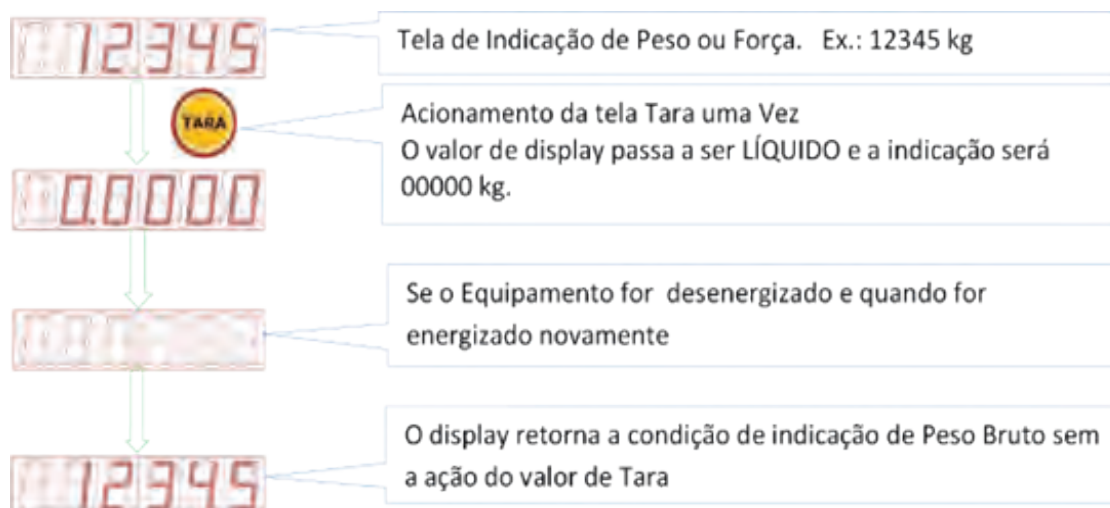 12345
Tela de Indicação de Peso ou Força. Ex.: 12345 kg
TARA
Acionamento da tela Tara uma Vez
O valor de display passa a ser LÍQUIDO e a indicação será
00000 kg.
0.0000.0
Se o Equipamento for desenergizado e quando for
energizado novamente
O display retorna a condição de indicação de Peso Bruto sem
a ação do valor de Tara
12345